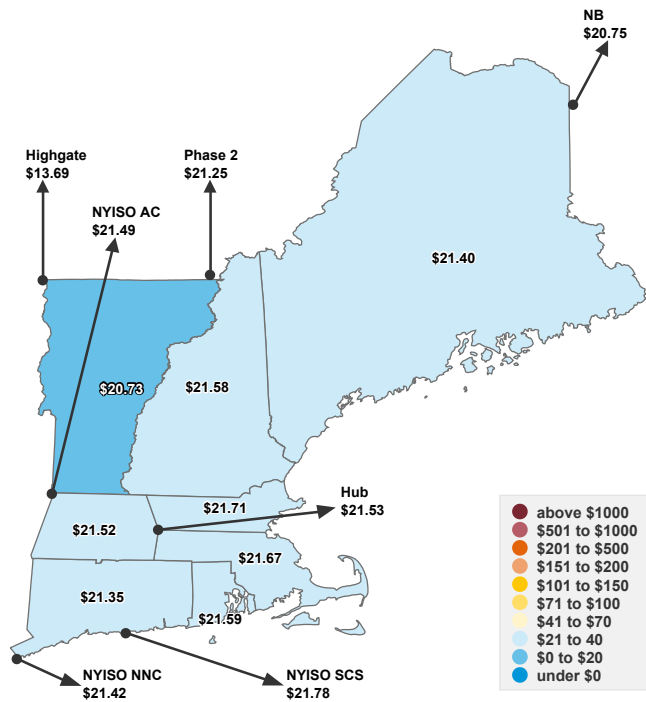 NB
$20.75
Highgate
$13.69
Phase 2
$21.25
NYISO AC
$21.49
$21.40
$20.73
$21.58
Hub
$21.53
$21.71
$21.52
$21.67
$21.35
$21.59
NYISO NNC
$21.42
NYISO SCS
$21.78
above $1000
$501 to $1000
$201 to $500
$151 to $200
$101 to $150
$71 to $100
$41 to $70
$21 to 40
$0 to $20
under $0